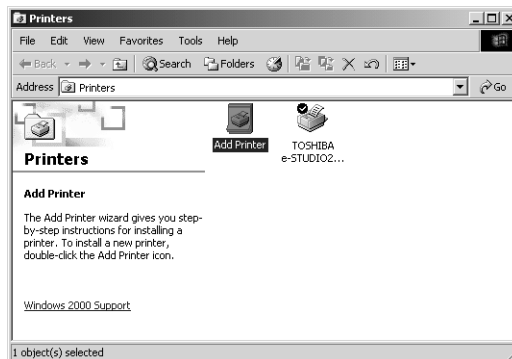 Printers
File Edit View Favorites Tools Help
Back Search Folders
Address Printers Go
Add Printer
TOSHIBA
e-STUDIO2...
Printers
Add Printer
The Add Printer wizard gives you step-
by-step instructions for installing a
printer. To install a new printer,
double-click the Add Printer icon.
Windows 2000 Support
1 object(s) selected